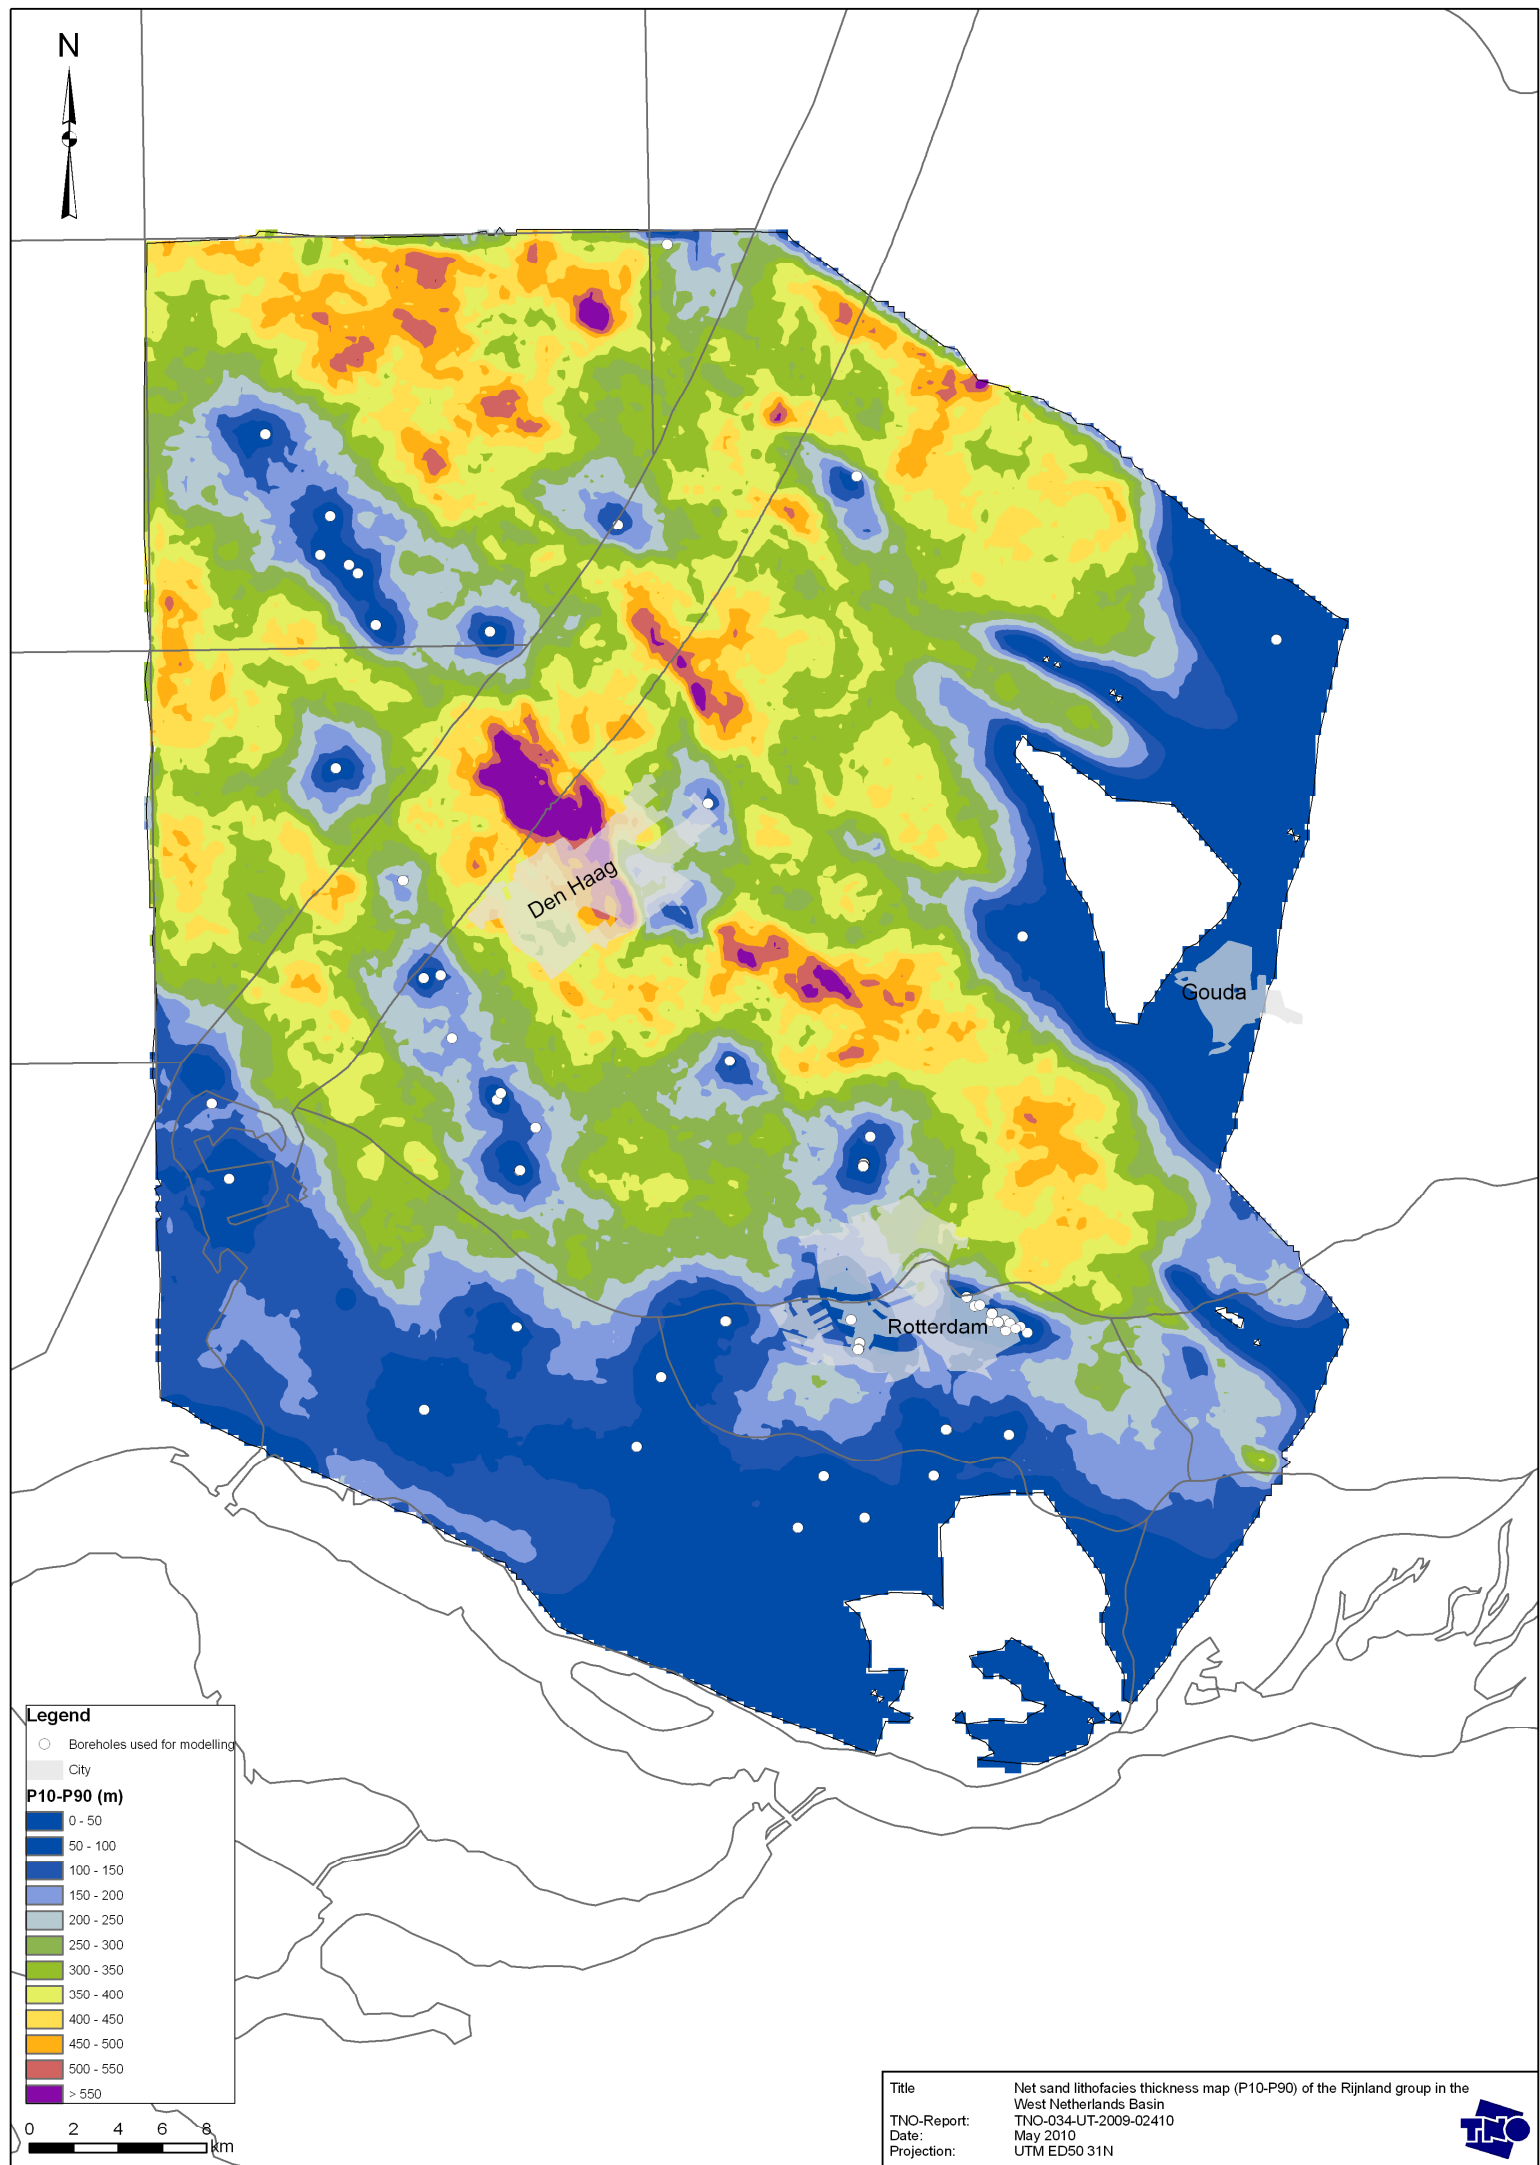 N
Den Haag
Gouda
Rotterdam
Legend
Boreholes used for modelling
City
P10-P90 (m)
0 - 50
50 - 100
100 - 150
150 - 200
200 - 250
250 - 300
300 - 350
350 - 400
400 - 450
450 - 500
500 - 550
> 550
0 2 4 6 8
km
Title Net sand lithofacies thickness map (P10-P90) of the Rijnland group in the
West Netherlands Basin
TNO-Report: TNO-034-UT-2009-02410
Date: May 2010
Projection: UTM ED50 31N
TNO